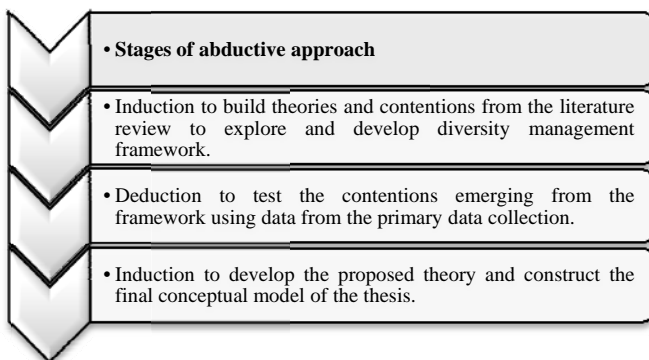 • Stages of abductive approach
• Induction to build theories and contentions from the literature
review to explore and develop diversity management
framework.
• Deduction to test the contentions emerging from the
framework using data from the primary data collection.
• Induction to develop the proposed theory and construct the
final conceptual model of the thesis.